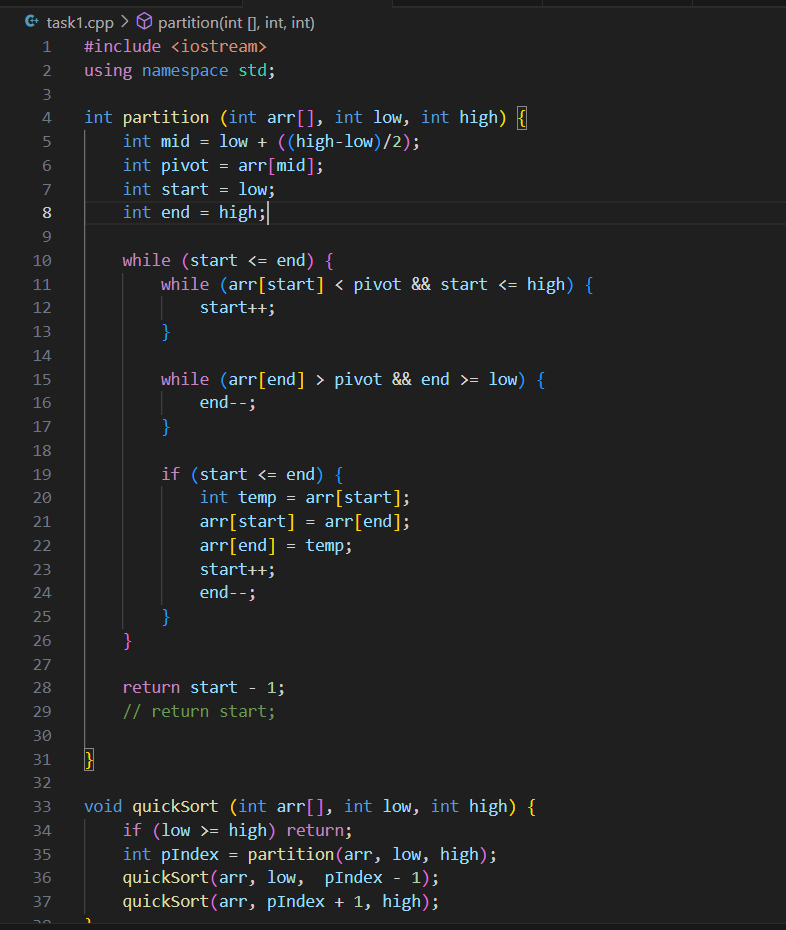 task1.cpp > partition(int [], int, int)
1 #include <iostream>
2 using namespace std;
3
4 int partition (int arr[], int low, int high) {
5     int mid = low + ((high-low)/2);
6     int pivot = arr[mid];
7     int start = low;
8     int end = high;
9
10     while (start <= end) {
11         while (arr[start] < pivot && start <= high) {
12             start++;
13         }
14
15         while (arr[end] > pivot && end >= low) {
16             end--;
17         }
18
19         if (start <= end) {
20             int temp = arr[start];
21             arr[start] = arr[end];
22             arr[end] = temp;
23             start++;
24             end--;
25         }
26     }
27
28     return start - 1;
29     // return start;
30
31 }
32
33 void quickSort (int arr[], int low, int high) {
34     if (low >= high) return;
35     int pIndex = partition(arr, low, high);
36     quickSort(arr, low,  pIndex - 1);
37     quickSort(arr, pIndex + 1, high);